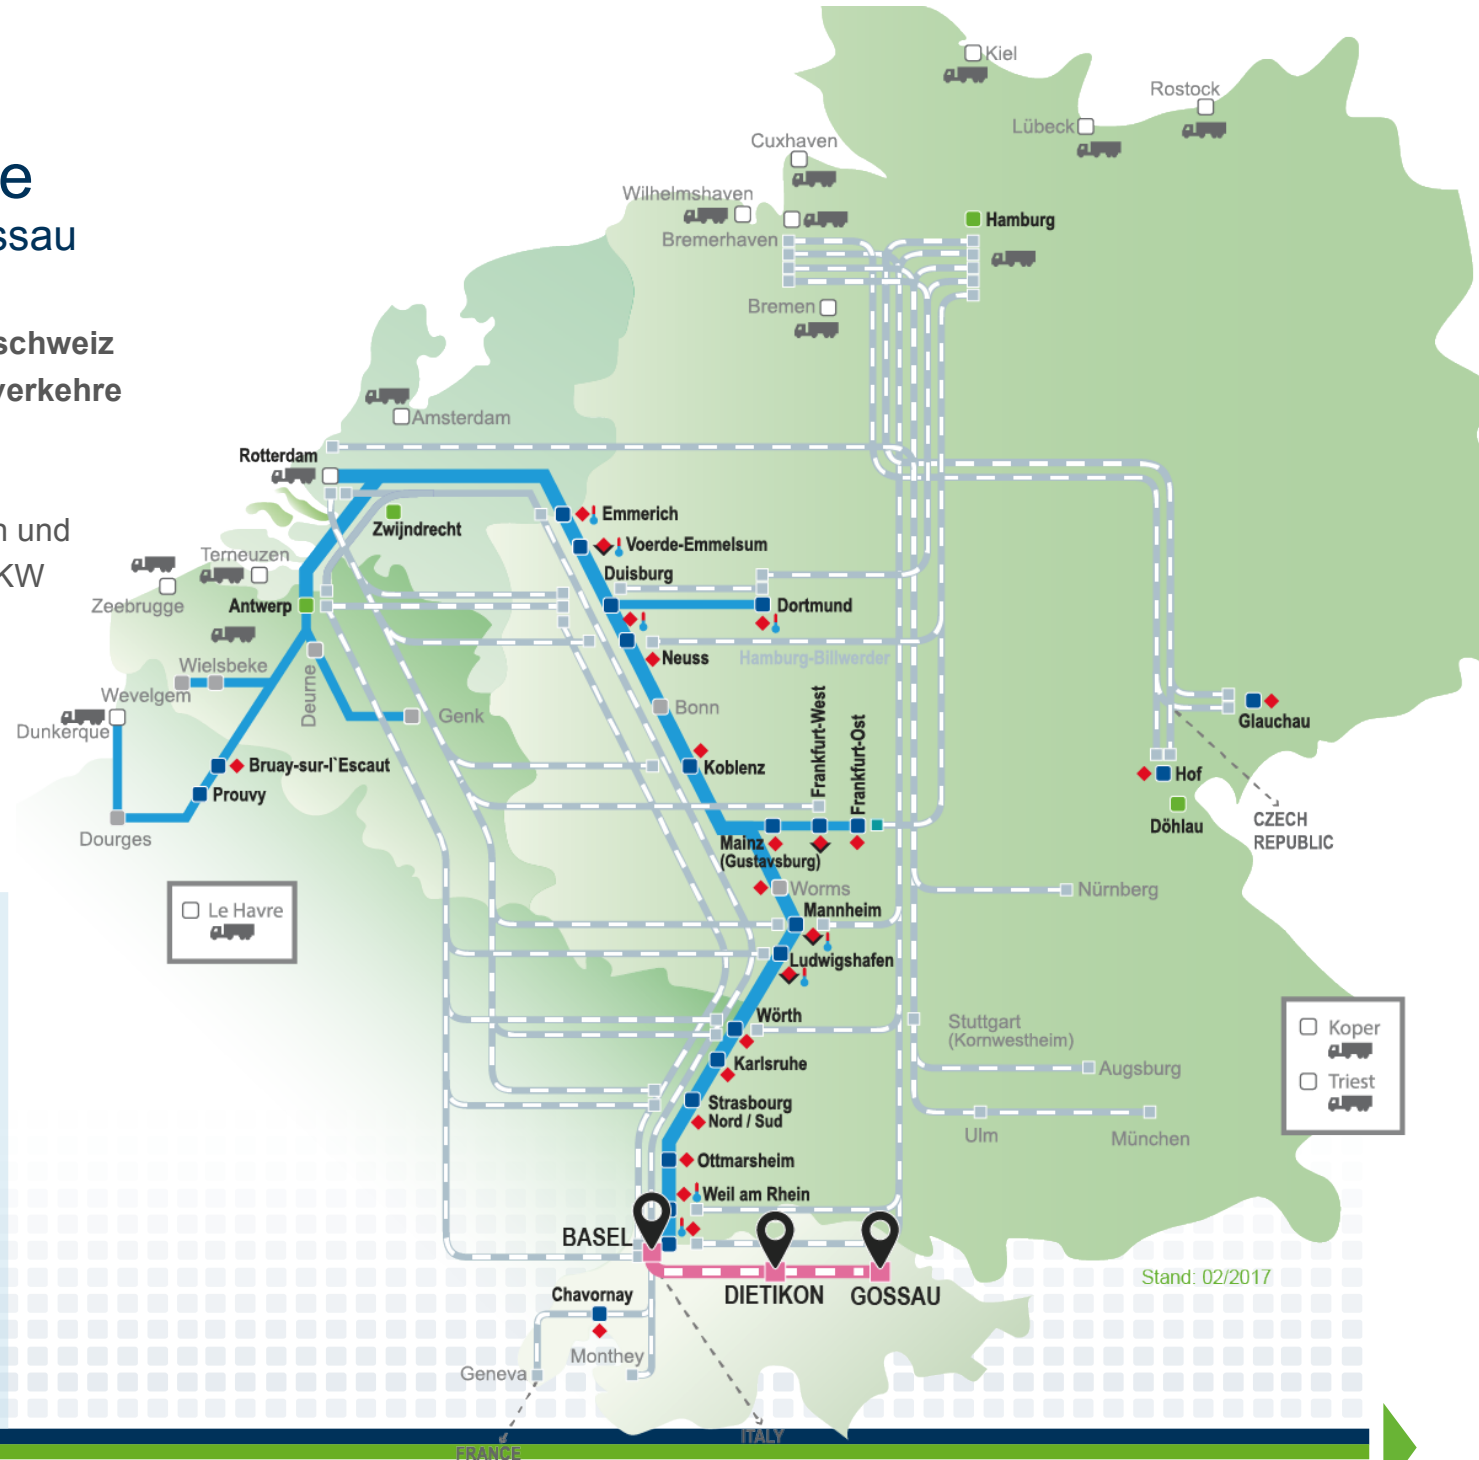 e
ssau
schweiz
verkehre
n und
KW
Kiel
Rostock
Lübeck
Cuxhaven
Wilhelmshaven
Bremerhaven
Hamburg
Bremen
Amsterdam
Rotterdam
Zwijndrecht
Emmerich
Voerde-Emmelsum
Duisburg
Dortmund
Terneuzen
Zeebrugge
Antwerp
Neuss
Hamburg-Billwerder
Wielsbeke
Wevelgem
Deurne
Genk
Dunkerque
Bonn
Frankfurt-West
Frankfurt-Ost
Glauchau
Bruay-sur-l`Escaut
Koblenz
Prouvy
Hof
Dourges
Döhlau
CZECH
REPUBLIC
Mainz
(Gustavsburg)
Worms
Nürnberg
Le Havre
Mannheim
Ludwigshafen
Wörth
Stuttgart
(Kornwestheim)
Koper
Karlsruhe
Augsburg
Triest
Strasbourg
Nord / Sud
Ulm
München
Ottmarsheim
Weil am Rhein
BASEL
DIETIKON
GOSSAU
Stand: 02/2017
Chavornay
Monthey
Geneva
ITALY
FRANCE